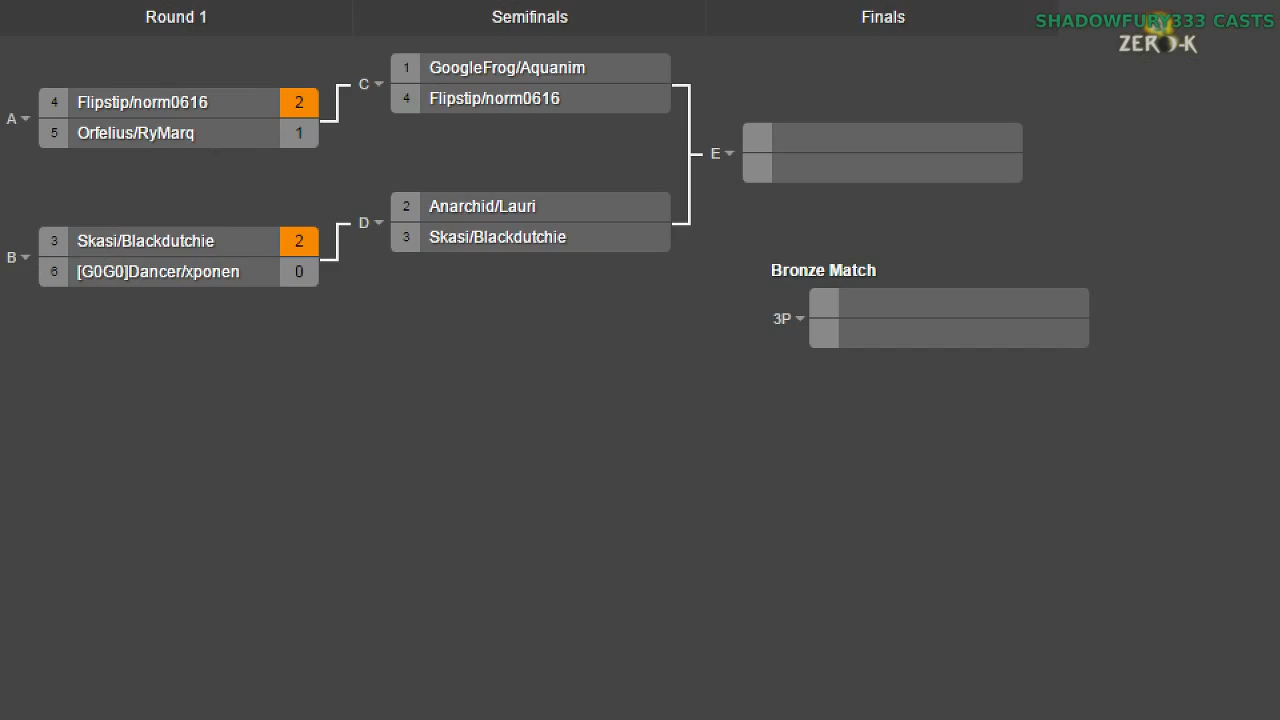 Round 1
Semifinals
Finals
SHADOWFURY333 CASTS
ZERO-K
A
4 Flipstip/norm0616 2
5 Orfelius/RyMarq 1
B
3 Skasi/Blackdutchie 2
6 [G0G0]Dancer/xponen 0
C
1 GoogleFrog/Aquanim
4 Flipstip/norm0616
D
2 Anarchid/Lauri
3 Skasi/Blackdutchie
E
Bronze Match
3P